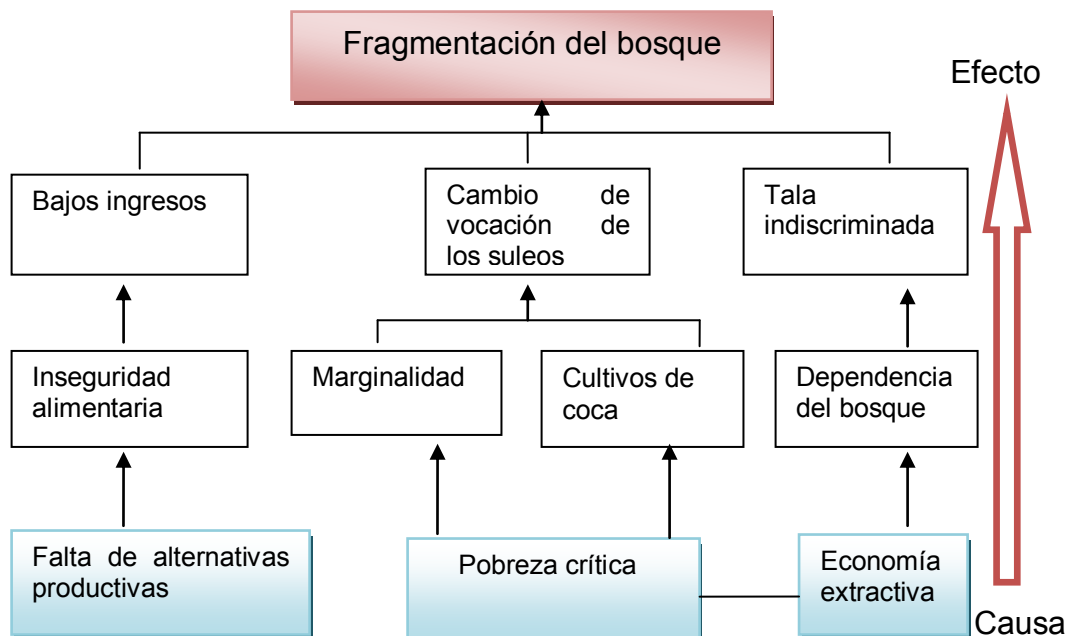 Fragmentación del bosque
Efecto
Bajos ingresos
Cambio de
vocación de
los suleos
Tala
indiscriminada
Inseguridad
alimentaria
Marginalidad
Cultivos de
coca
Dependencia
del bosque
Falta de alternativas
productivas
Pobreza crítica
Economía
extractiva
Causa